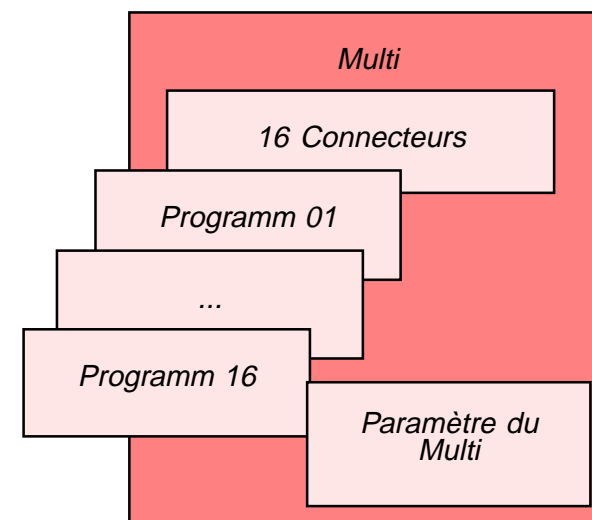 Multi
16 Connecteurs
Programm 01
...
Programm 16
Paramètre du
Multi